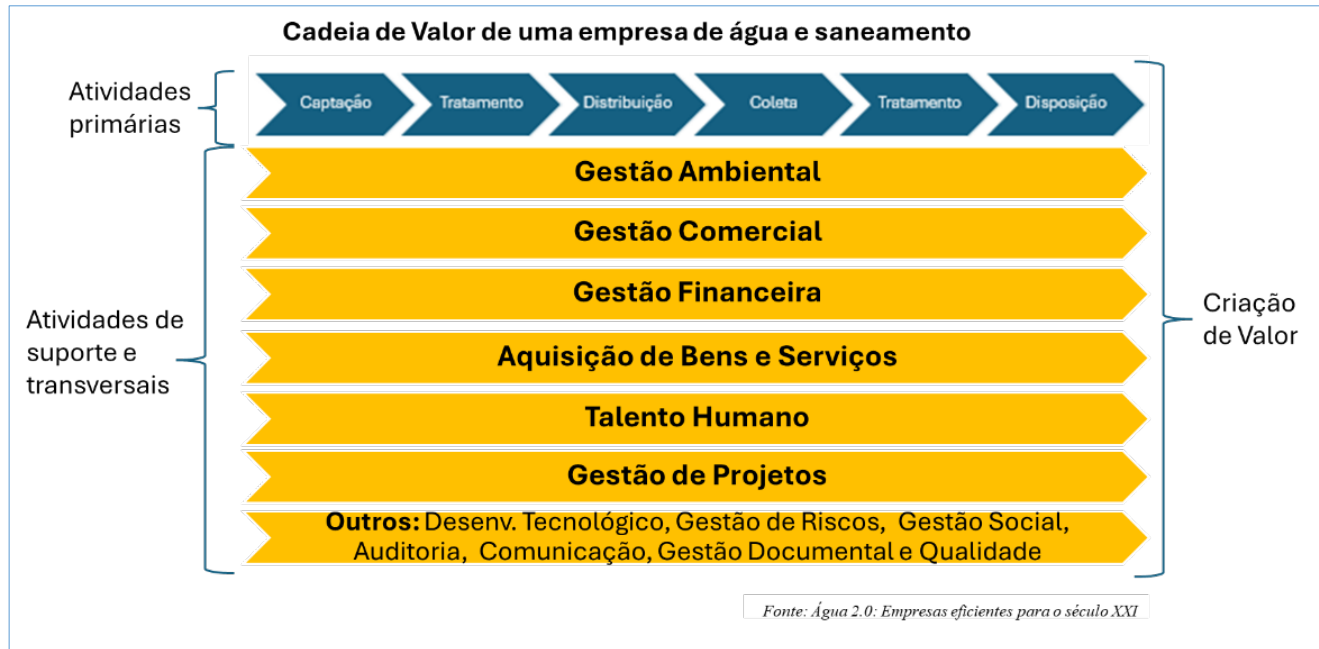 Cadeia de Valor de uma empresa de água e saneamento
Atividades
primárias
Captação
Tratamento
Distribuição
Coleta
Tratamento
Disposição
Atividades de
suporte e
transversais
Gestão Ambiental
Gestão Comercial
Gestão Financeira
Aquisição de Bens e Serviços
Talento Humano
Gestão de Projetos
Outros: Desenv. Tecnológico, Gestão de Riscos, Gestão Social,
Auditoria, Comunicação, Gestão Documental e Qualidade
Criação
de Valor
Fonte: Água 2.0: Empresas eficientes para o século XXI